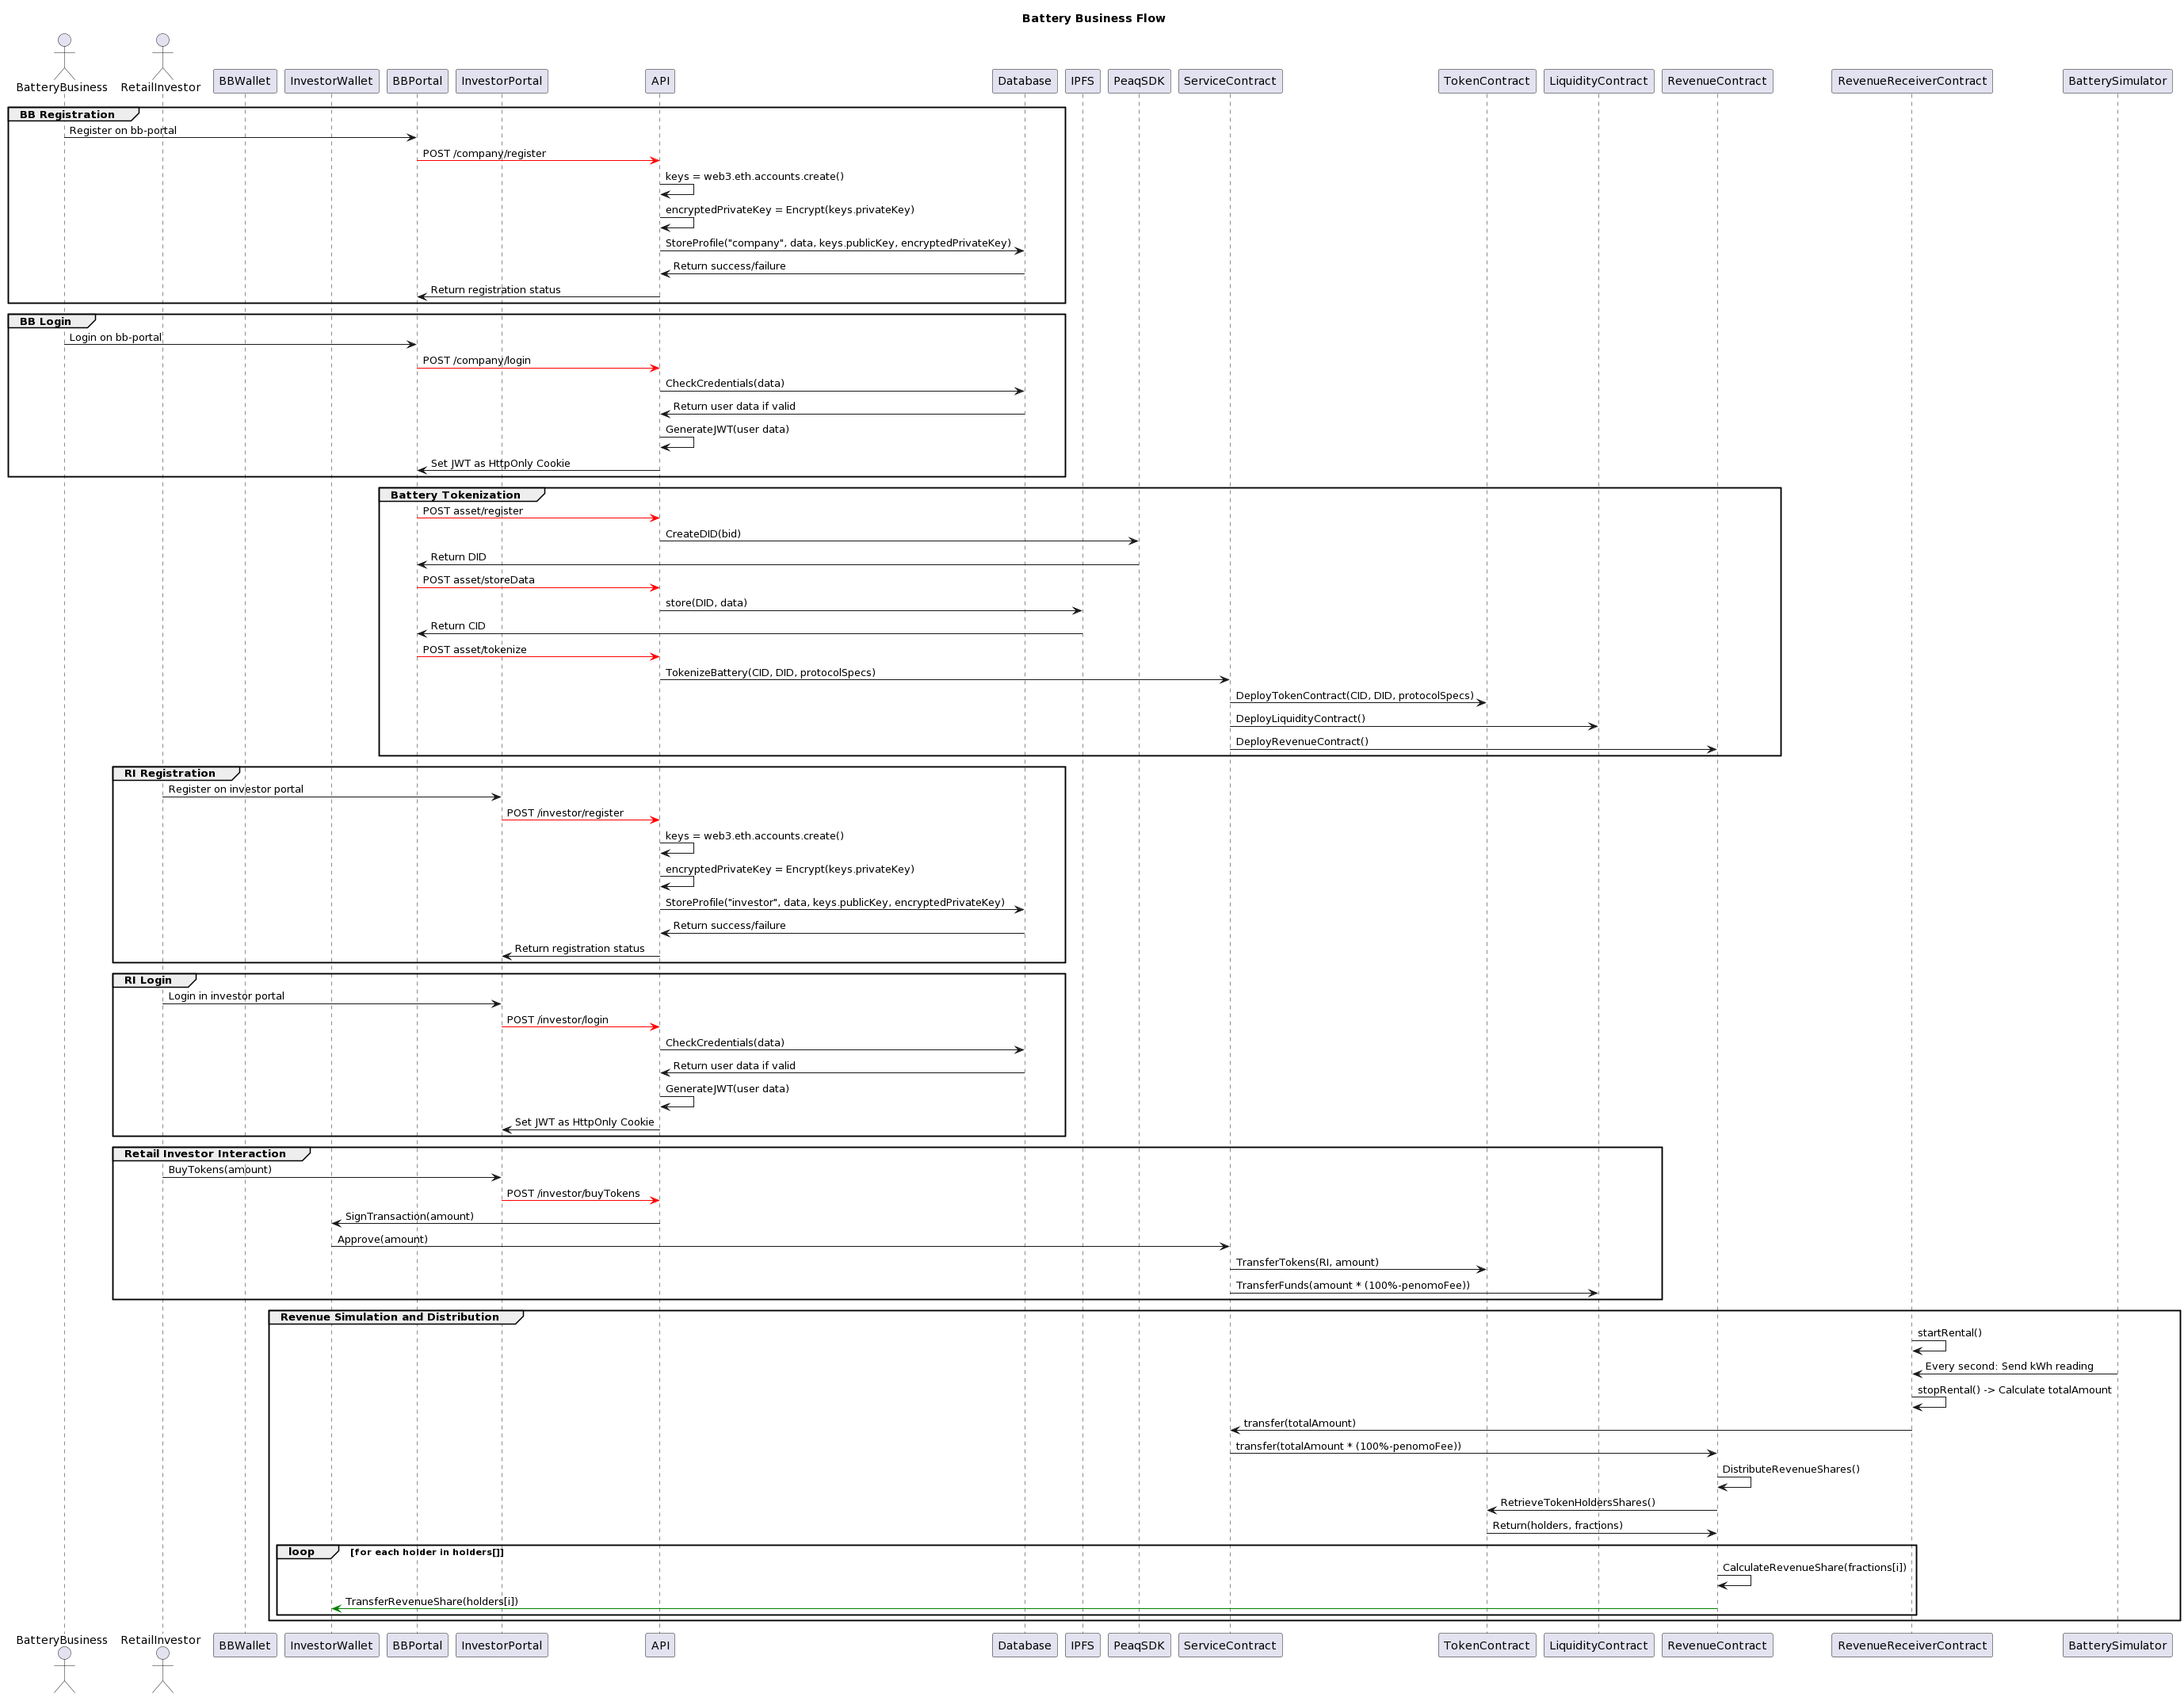 Battery Business Flow
BatteryBusiness
RetailInvestor
BBWallet
InvestorWallet
BBPortal
InvestorPortal
API
Database
IPFS
PeaqSDK
ServiceContract
TokenContract
LiquidityContract
RevenueContract
RevenueReceiverContract
BatterySimulator
BB Registration
Register on bb-portal
POST /company/register
keys = web3.eth.accounts.create()
encryptedPrivateKey = Encrypt(keys.privateKey)
StoreProfile("company", data, keys.publicKey, encryptedPrivateKey)
Return success/failure
Return registration status
BB Login
Login on bb-portal
POST /company/login
CheckCredentials(data)
Return user data if valid
GenerateJWT(user data)
Set JWT as HttpOnly Cookie
Battery Tokenization
POST asset/register
CreateDID(bid)
Return DID
POST asset/storeData
store(DID, data)
Return CID
POST asset/tokenize
TokenizeBattery(CID, DID, protocolSpecs)
DeployTokenContract(CID, DID, protocolSpecs)
DeployLiquidityContract()
DeployRevenueContract()
RI Registration
Register on investor portal
POST /investor/register
keys = web3.eth.accounts.create()
encryptedPrivateKey = Encrypt(keys.privateKey)
StoreProfile("investor", data, keys.publicKey, encryptedPrivateKey)
Return success/failure
Return registration status
RI Login
Login in investor portal
POST /investor/login
CheckCredentials(data)
Return user data if valid
GenerateJWT(user data)
Set JWT as HttpOnly Cookie
Retail Investor Interaction
BuyTokens(amount)
POST /investor/buyTokens
SignTransaction(amount)
Approve(amount)
TransferTokens(RI, amount)
TransferFunds(amount * (100%-penomoFee))
Revenue Simulation and Distribution
startRental()
Every second: Send kWh reading
stopRental() -> Calculate totalAmount
transfer(totalAmount)
transfer(totalAmount * (100%-penomoFee))
DistributeRevenueShares()
RetrieveTokenHoldersShares()
Return(holders, fractions)
loop [for each holder in holders[]]
CalculateRevenueShare(fractions[i])
TransferRevenueShare(holders[i])
BatteryBusiness
RetailInvestor
BBWallet
InvestorWallet
BBPortal
InvestorPortal
API
Database
IPFS
PeaqSDK
ServiceContract
TokenContract
LiquidityContract
RevenueContract
RevenueReceiverContract
BatterySimulator